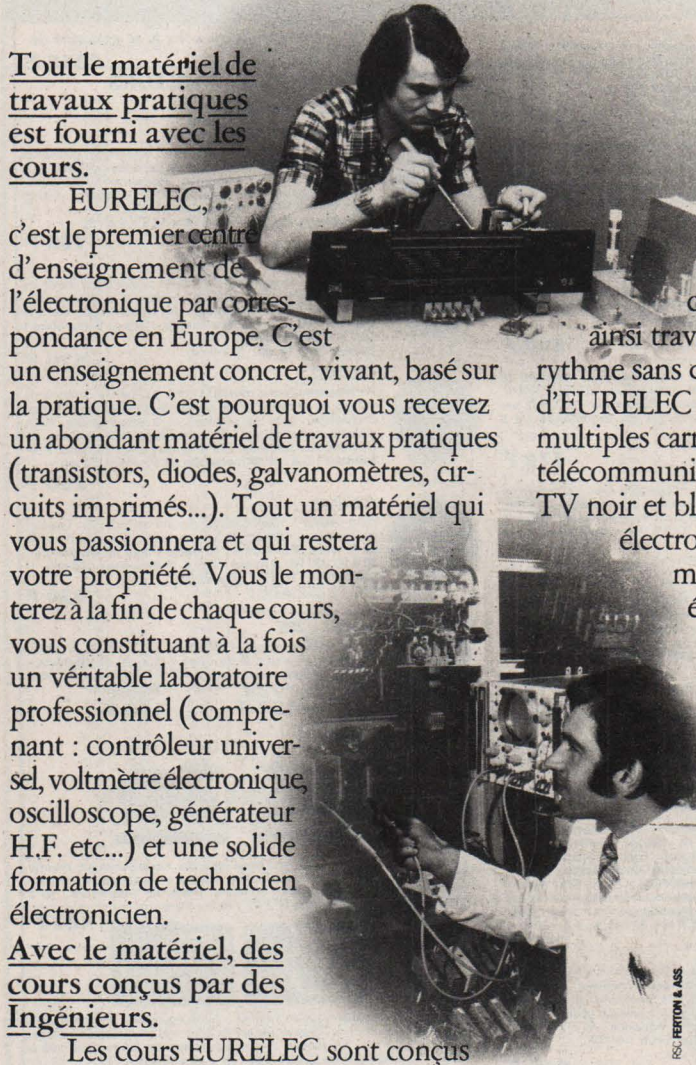 Tout le matériel de
travaux pratiques
est fourni avec les
cours.
EURELEC,
c'est le premier centre
d'enseignement de
l'électronique par corres-
pondance en Europe. C'est
un enseignement concret, vivant, basé sur
la pratique. C'est pourquoi vous recevez
un abondant matériel de travaux pratiques
(transistors, diodes, galvanomètres, cir-
cuits imprimés...). Tout un matériel qui
vous passionnera et qui restera
votre propriété. Vous le mon-
terez à la fin de chaque cours,
vous constituant à la fois
un véritable laboratoire
professionnel (compre-
nant : contrôleur univer-
sel, voltmètre électronique,
oscilloscope, générateur
H.F. etc...) et une solide
formation de technicien
électronicien.
Avec le matériel, des
cours conçus par des
Ingénieurs.
Les cours EURELEC sont conçus
ainsi trav
rythme sans
d'EURELEC
multiples
télécommuni
TV noir et
électro
m
RSC FERTON & ASS.